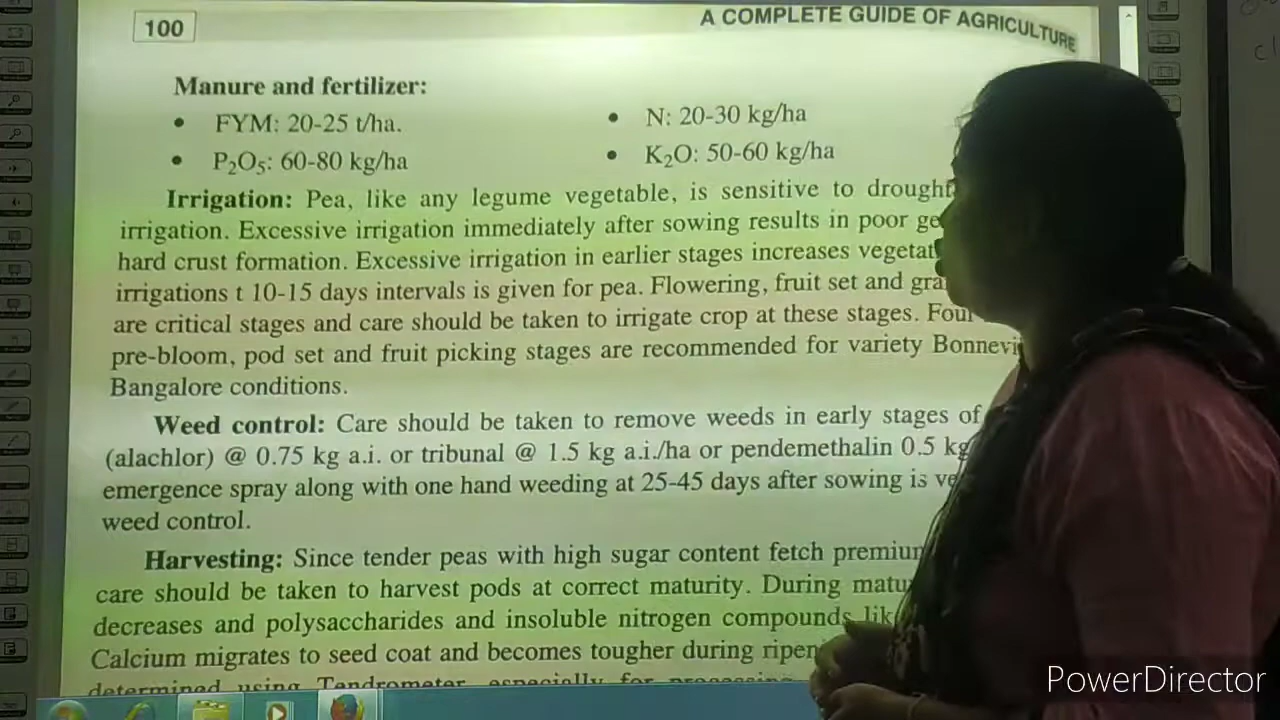 100
A COMPLETE GUIDE OF AGRICULTURE
Manure and fertilizer:
• FYM: 20-25 t/ha.
• N: 20-30 kg/ha
• P₂O₅: 60-80 kg/ha
• K₂O: 50-60 kg/ha
Irrigation: Pea, like any legume vegetable, is sensitive to drought
irrigation. Excessive irrigation immediately after sowing results in poor ge
hard crust formation. Excessive irrigation in earlier stages increases vegetat
irrigations t 10-15 days intervals is given for pea. Flowering, fruit set and gra
are critical stages and care should be taken to irrigate crop at these stages. Four
pre-bloom, pod set and fruit picking stages are recommended for variety Bonnevi
Bangalore conditions.
Weed control: Care should be taken to remove weeds in early stages of
(alachlor) @ 0.75 kg a.i. or tribunal @ 1.5 kg a.i./ha or pendemethalin 0.5 kg
emergence spray along with one hand weeding at 25-45 days after sowing is ve
weed control.
Harvesting: Since tender peas with high sugar content fetch premium
care should be taken to harvest pods at correct maturity. During matu
decreases and polysaccharides and insoluble nitrogen compounds like
Calcium migrates to seed coat and becomes tougher during ripen
determined using Tendrometer, especially for processing
PowerDirector